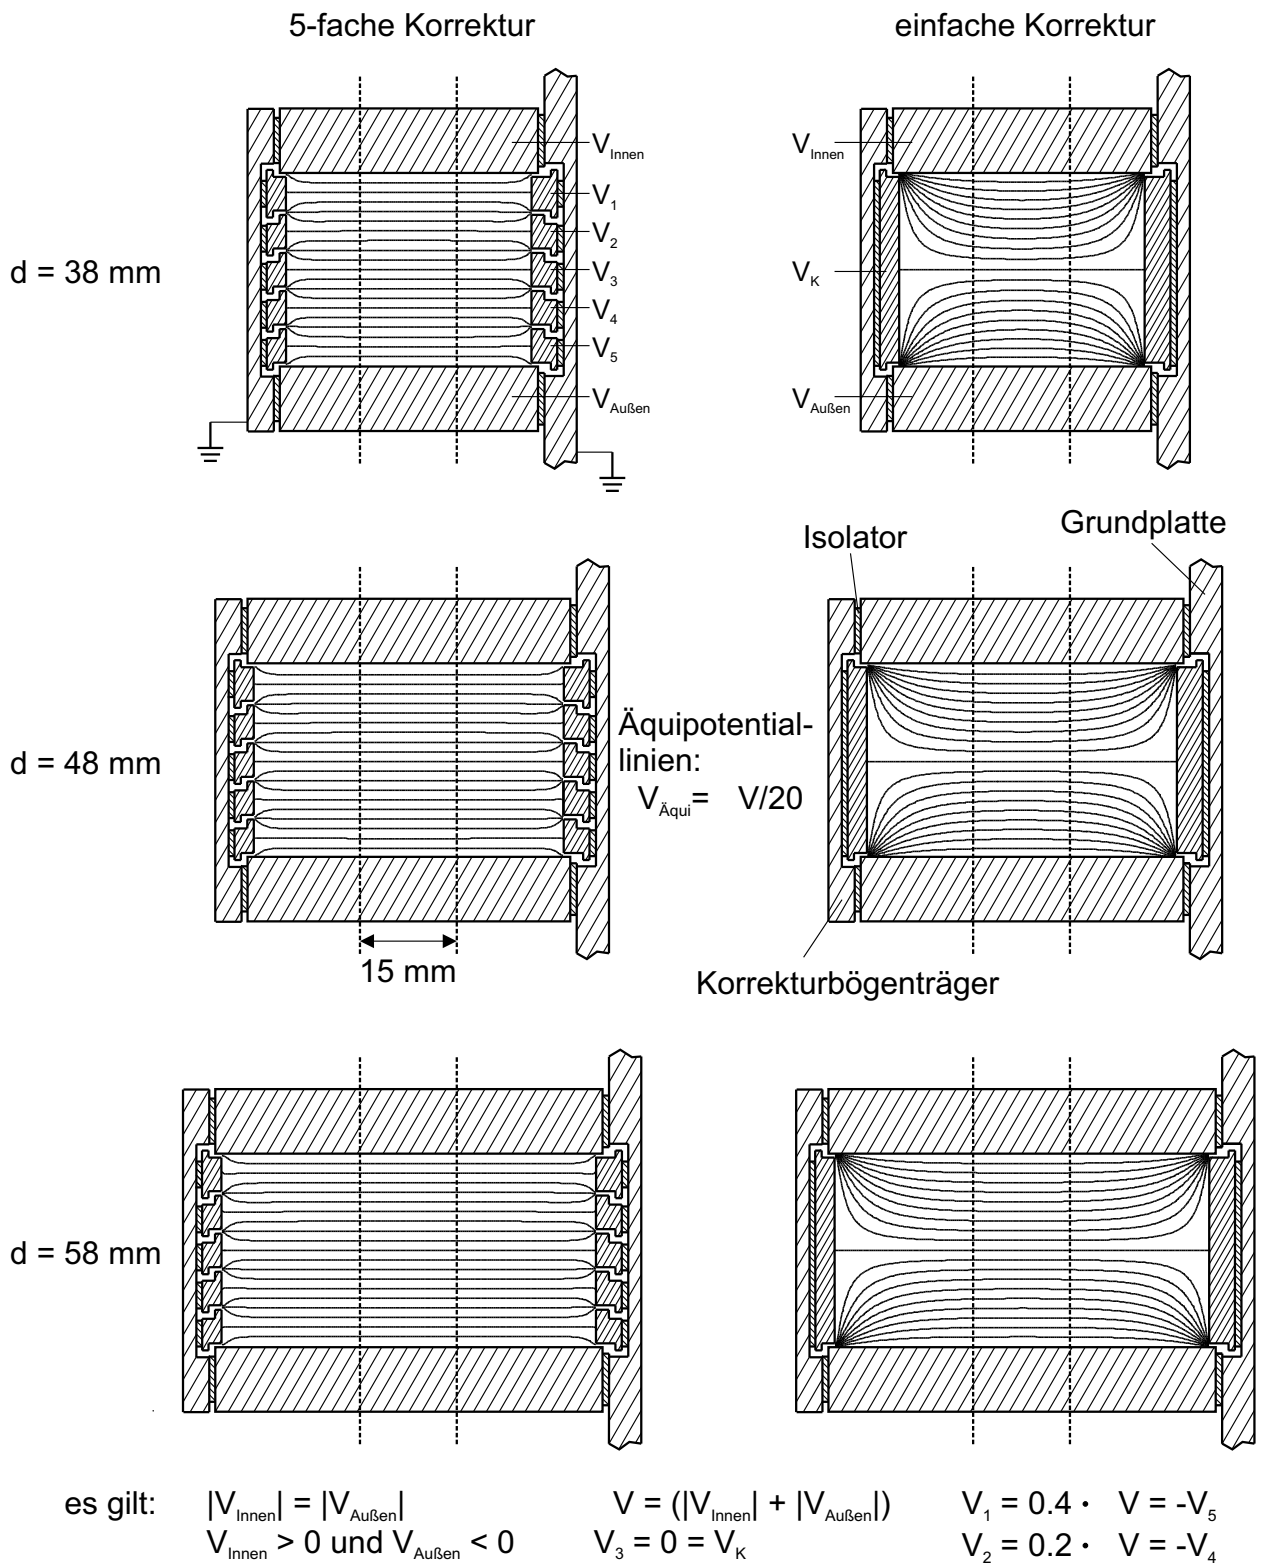 5-fache Korrektur einfache Korrektur
V_Innen V_Innen
V_1
V_2
d = 38 mm V_3 V_K
V_4
V_5
V_Außen V_Außen
Isolator Grundplatte
d = 48 mm Äquipotential-
linien:
V_Äqui = V/20
15 mm
Korrekturbögenträger
d = 58 mm
es gilt: |V_Innen| = |V_Außen| V = (|V_Innen| + |V_Außen|) V_1 = 0.4 · V = -V_5
V_Innen > 0 und V_Außen < 0 V_3 = 0 = V_K V_2 = 0.2 · V = -V_4